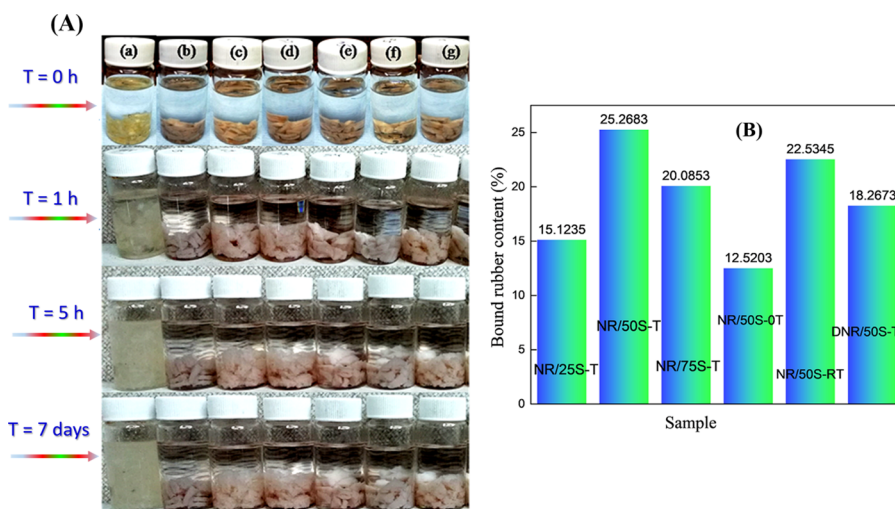 (A)
(a) (b) (c) (d) (e) (f) (g)
T = 0 h
T = 1 h
T = 5 h
T = 7 days
(B)
Bound rubber content (%)
25
20
15
10
5
0
15.1235
25.2683
20.0853
12.5203
22.5345
18.2673
NR/25S-T
NR/50S-T
NR/75S-T
NR/50S-0T
NR/50S-RT
DNR/50S-T
Sample